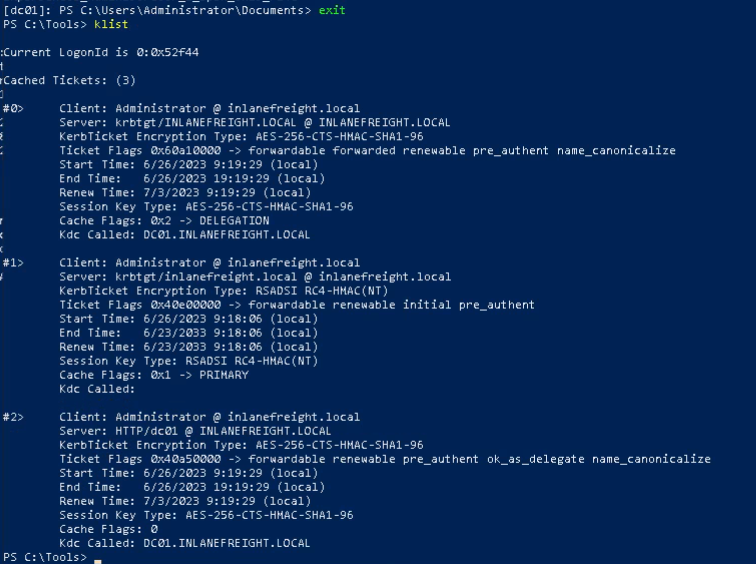 [dc01]: PS C:\Users\Administrator\Documents> exit
PS C:\Tools> klist
Current LogonId is 0:0x52f44
Cached Tickets: (3)
#0> Client: Administrator @ inlanefreight.local
Server: krbtgt/INLANEFREIGHT.LOCAL @ INLANEFREIGHT.LOCAL
KerbTicket Encryption Type: AES-256-CTS-HMAC-SHA1-96
Ticket Flags 0x60a10000 -> forwardable forwarded renewable pre_authent name_canonicalize
Start Time: 6/26/2023 9:19:29 (local)
End Time: 6/26/2023 19:19:29 (local)
Renew Time: 7/3/2023 9:19:29 (local)
Session Key Type: AES-256-CTS-HMAC-SHA1-96
Cache Flags: 0x2 -> DELEGATION
Kdc Called: DC01.INLANEFREIGHT.LOCAL
#1> Client: Administrator @ inlanefreight.local
Server: krbtgt/inlanefreight.local @ inlanefreight.local
KerbTicket Encryption Type: RSADSI RC4-HMAC(NT)
Ticket Flags 0x40e00000 -> forwardable renewable initial pre_authent
Start Time: 6/26/2023 9:18:06 (local)
End Time: 6/23/2033 9:18:06 (local)
Renew Time: 6/23/2033 9:18:06 (local)
Session Key Type: RSADSI RC4-HMAC(NT)
Cache Flags: 0x1 -> PRIMARY
Kdc Called:
#2> Client: Administrator @ inlanefreight.local
Server: HTTP/dc01 @ INLANEFREIGHT.LOCAL
KerbTicket Encryption Type: AES-256-CTS-HMAC-SHA1-96
Ticket Flags 0x40a50000 -> forwardable renewable pre_authent ok_as_delegate name_canonicalize
Start Time: 6/26/2023 9:19:29 (local)
End Time: 6/26/2023 19:19:29 (local)
Renew Time: 7/3/2023 9:19:29 (local)
Session Key Type: AES-256-CTS-HMAC-SHA1-96
Cache Flags: 0
Kdc Called: DC01.INLANEFREIGHT.LOCAL
PS C:\Tools>